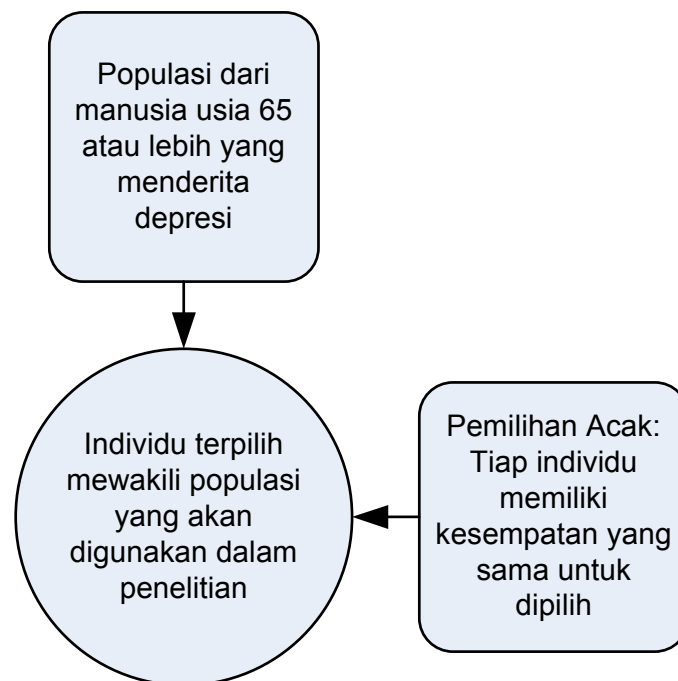 Populasi dari
manusia usia 65
atau lebih yang
menderita
depresi
Individu terpilih
mewakili populasi
yang akan
digunakan dalam
penelitian
Pemilihan Acak:
Tiap individu
memiliki
kesempatan yang
sama untuk
dipilih